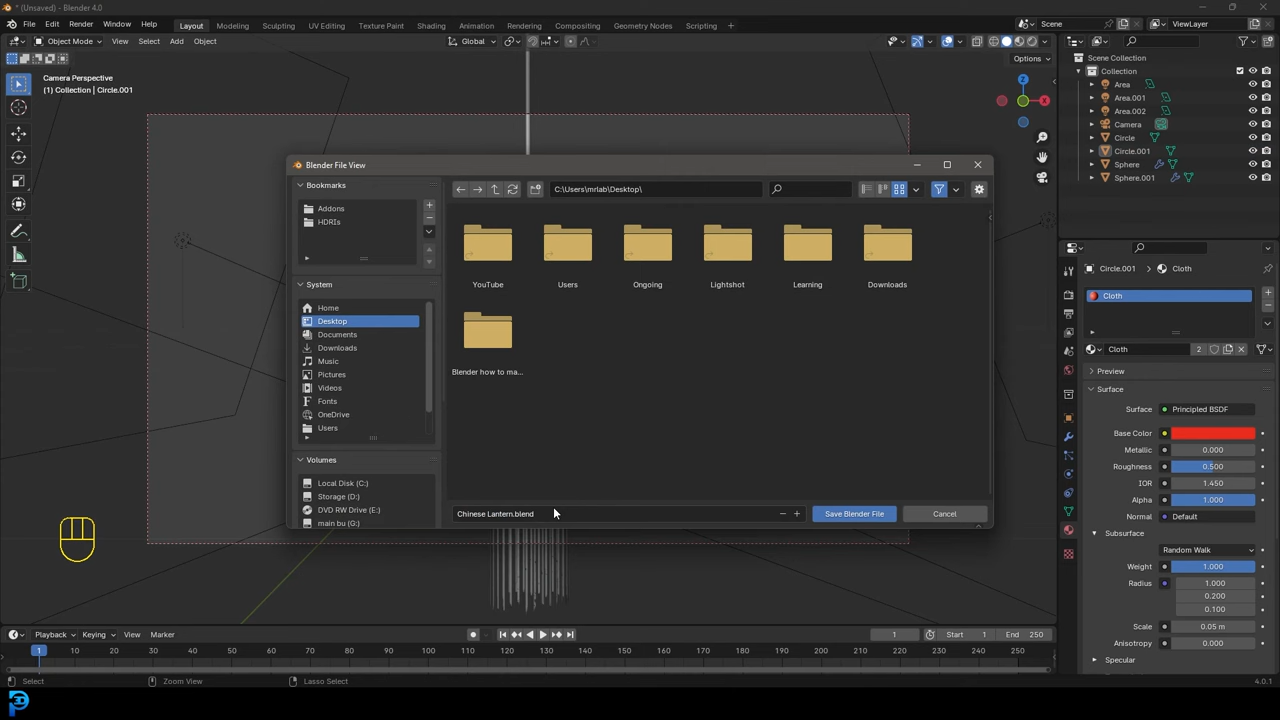 * (Unsaved) - Blender 4.0
File Edit Render Window Help
Layout Modeling Sculpting UV Editing Texture Paint Shading Animation Rendering Compositing Geometry Nodes Scripting +
Scene
ViewLayer
Object Mode View Select Add Object
Global
Options
Camera Perspective
(1) Collection | Circle.001
Z
X
Scene Collection
Collection
Area
Area.001
Area.002
Camera
Circle
Circle.001
Sphere
Sphere.001
Blender File View
Bookmarks
Addons
HDRIs
System
Home
Desktop
Documents
Downloads
Music
Pictures
Videos
Fonts
OneDrive
Users
Volumes
Local Disk (C:)
Storage (D:)
DVD RW Drive (E:)
main bu (G:)
C:\Users\mrlab\Desktop\
YouTube Users Ongoing Lightshot Learning Downloads
Blender how to ma...
Chinese Lantern.blend
Save Blender File Cancel
Circle.001 Cloth
Cloth
Cloth 2
Preview
Surface
Surface Principled BSDF
Base Color
Metallic 0.000
Roughness 0.500
IOR 1.450
Alpha 1.000
Normal Default
Subsurface
Random Walk
Weight 1.000
Radius 1.000
0.200
0.100
Scale 0.05 m
Anisotropy 0.000
Specular
Playback Keying View Marker
1 Start 1 End 250
1 10 20 30 40 50 60 70 80 90 100 110 120 130 140 150 160 170 180 190 200 210 220 230 240 250
Select Zoom View Lasso Select 4.0.1